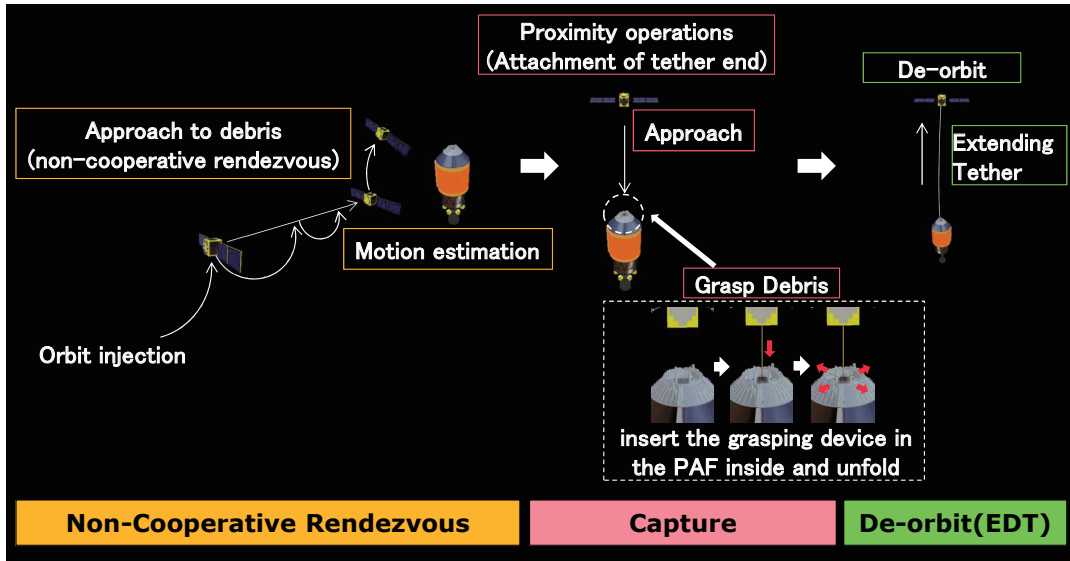 Proximity operations
(Attachment of tether end)
De-orbit
Approach to debris
(non-cooperative rendezvous)
Approach
Extending
Tether
Motion estimation
Grasp Debris
Orbit injection
insert the grasping device in
the PAF inside and unfold
Non-Cooperative Rendezvous
Capture
De-orbit(EDT)